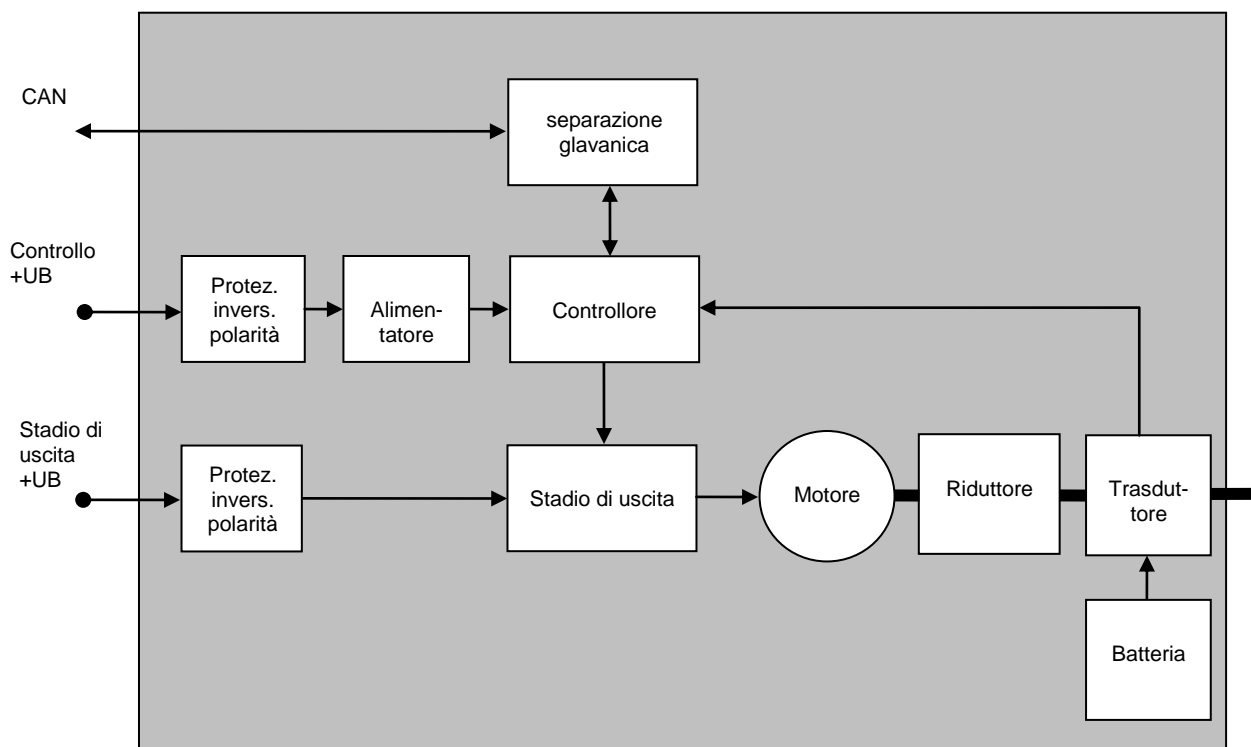 CAN
separazione
glavanica
Controllo
+UB
Protez.
invers.
polarità
Alimen-
tatore
Controllore
Stadio di
uscita
+UB
Protez.
invers.
polarità
Stadio di uscita
Motore
Riduttore
Trasdut-
tore
Batteria